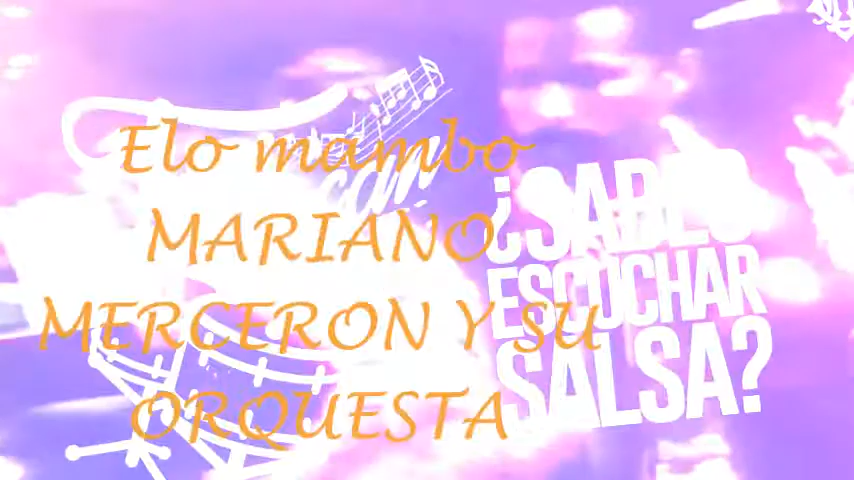 Elo mambo
MARIANO
MERCERON Y SU
ORQUESTA
¿SABES
ESCUCHAR
SALSA?